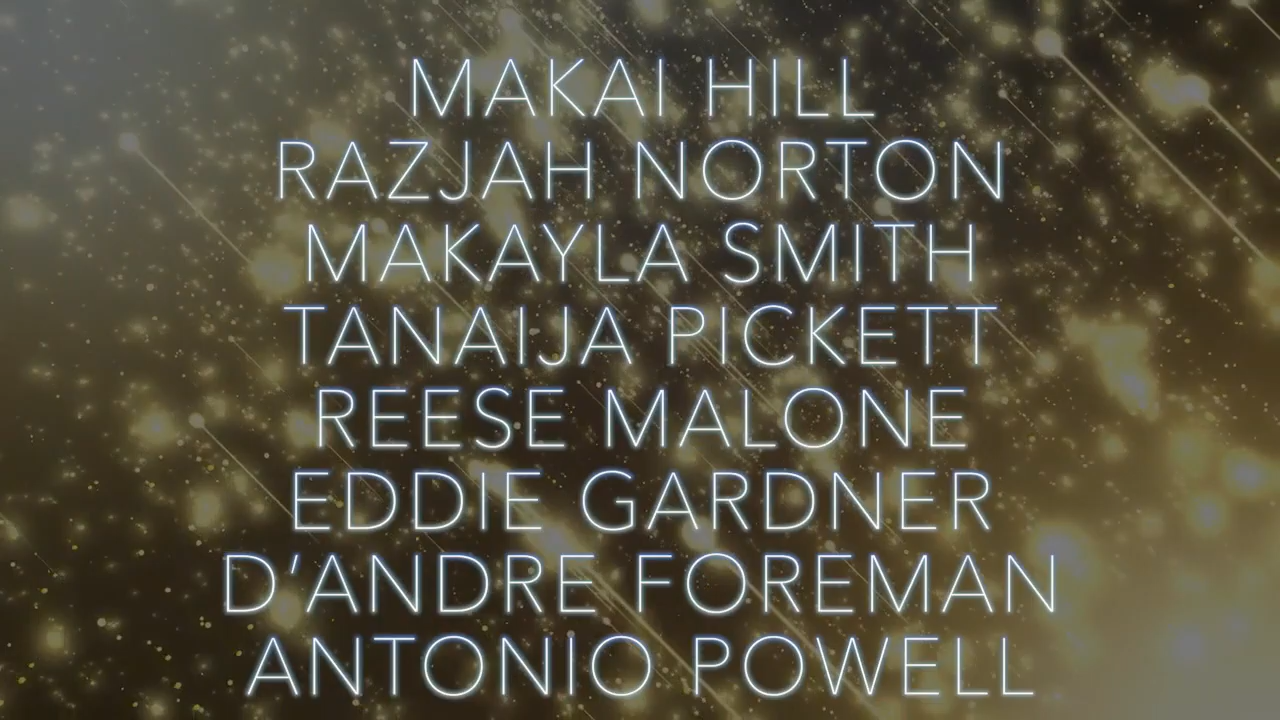 MAKAI HILL
RAZJAH NORTON
MAKAYLA SMITH
TANAIJA PICKETT
REESE MALONE
EDDIE GARDNER
D’ANDRE FOREMAN
ANTONIO POWELL